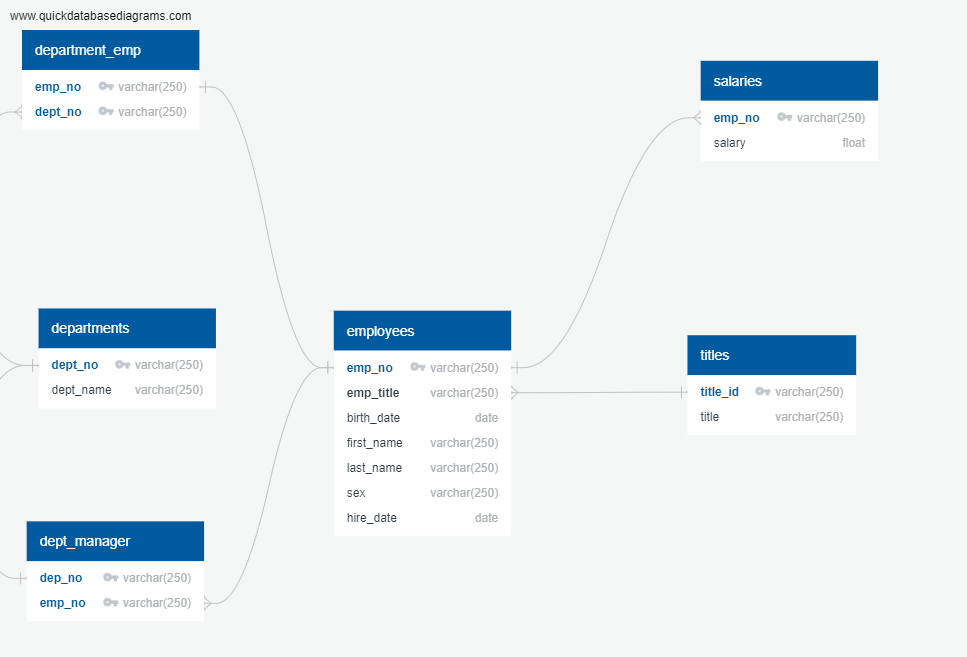 www.quickdatabasediagrams.com
department_emp
emp_no varchar(250)
dept_no varchar(250)
salaries
emp_no varchar(250)
salary float
departments
dept_no varchar(250)
dept_name varchar(250)
employees
emp_no varchar(250)
emp_title varchar(250)
birth_date date
first_name varchar(250)
last_name varchar(250)
sex varchar(250)
hire_date date
titles
title_id varchar(250)
title varchar(250)
dept_manager
dep_no varchar(250)
emp_no varchar(250)